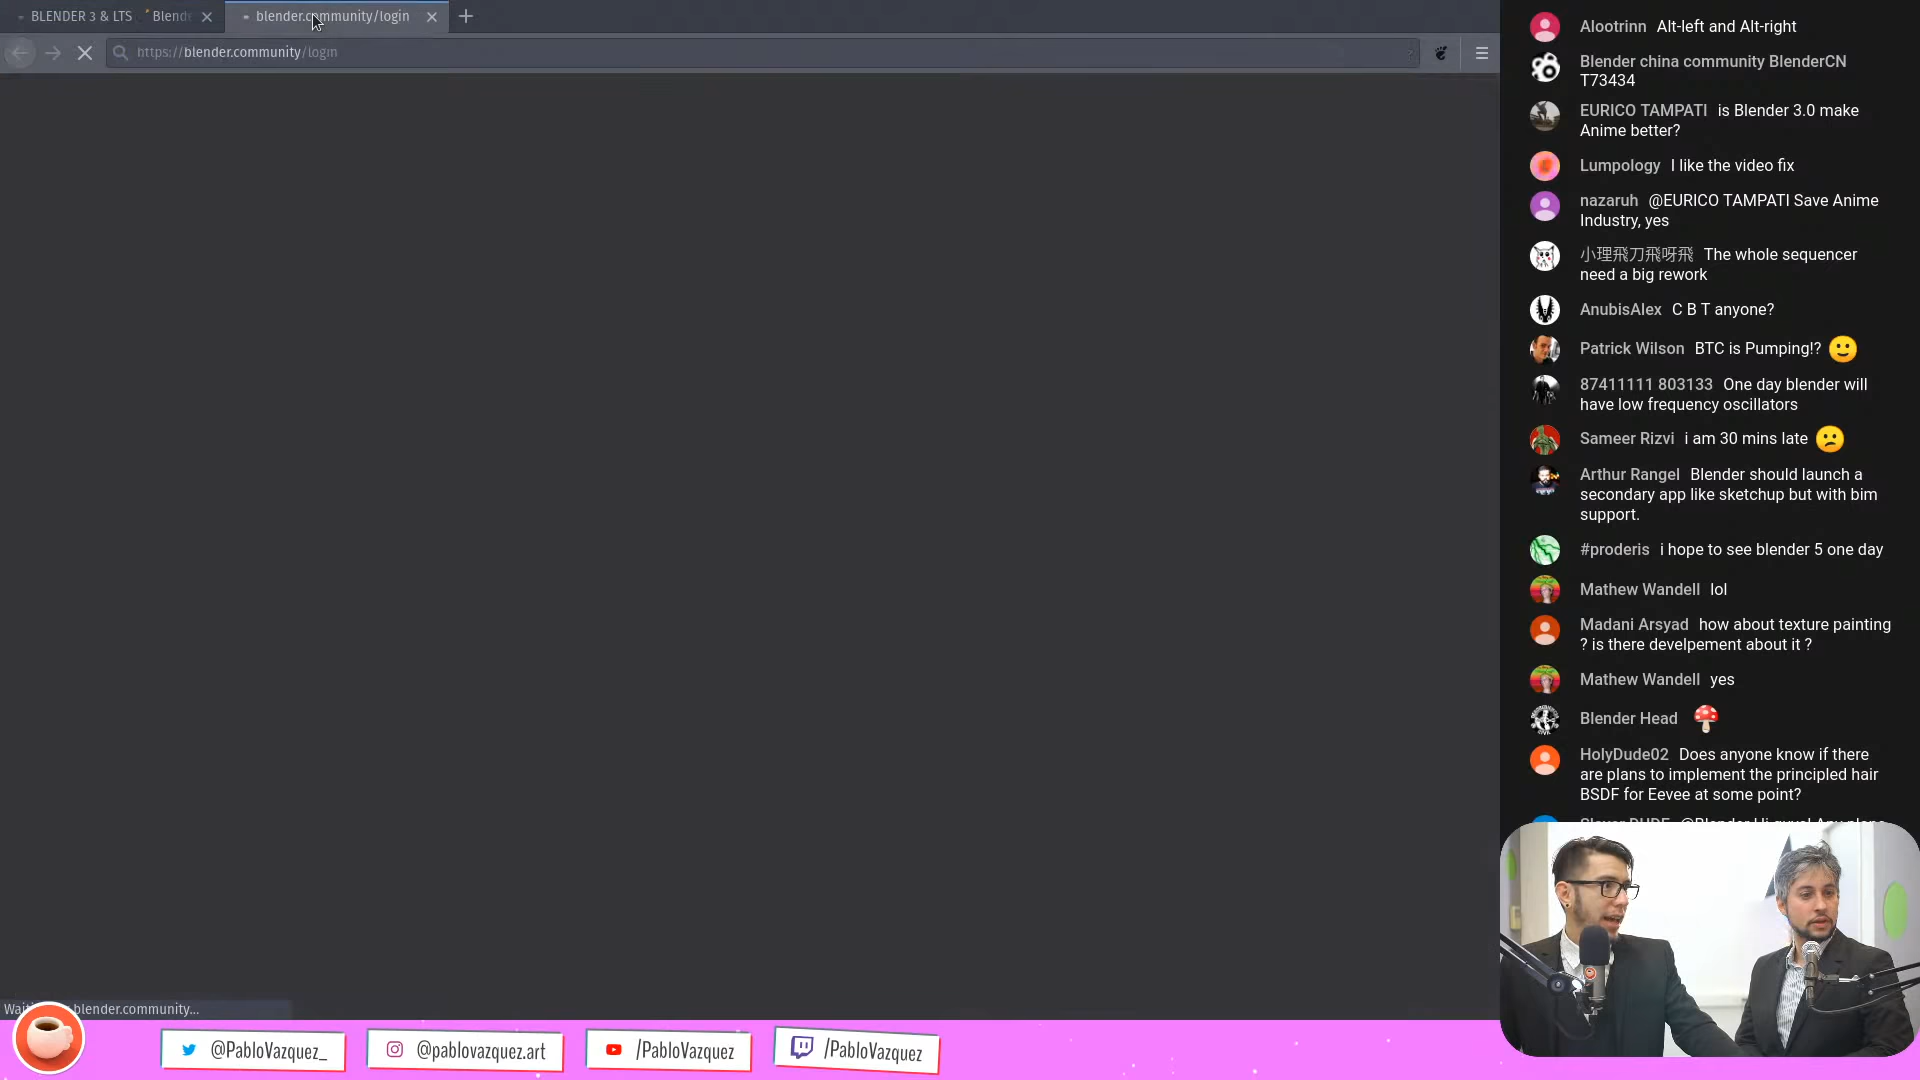 BLENDER 3 & LTS
Blend
blender.community/login
https://blender.community/login
Alootrinn Alt-left and Alt-right
Blender china community BlenderCN
T73434
EURICO TAMPATI is Blender 3.0 make
Anime better?
Lumpology I like the video fix
nazaruh @EURICO TAMPATI Save Anime
Industry, yes
小理飛刀飛呀飛 The whole sequencer
need a big rework
AnubisAlex C B T anyone?
Patrick Wilson BTC is Pumping!?
87411111 803133 One day blender will
have low frequency oscillators
Sameer Rizvi i am 30 mins late
Arthur Rangel Blender should launch a
secondary app like sketchup but with bim
support.
#proderis i hope to see blender 5 one day
Mathew Wandell lol
Madani Arsyad how about texture painting
? is there develpement about it ?
Mathew Wandell yes
Blender Head
HolyDude02 Does anyone know if there
are plans to implement the principled hair
BSDF for Eevee at some point?
blender.community...
@PabloVazquez_
@pablovazquez.art
/PabloVazquez
/PabloVazquez